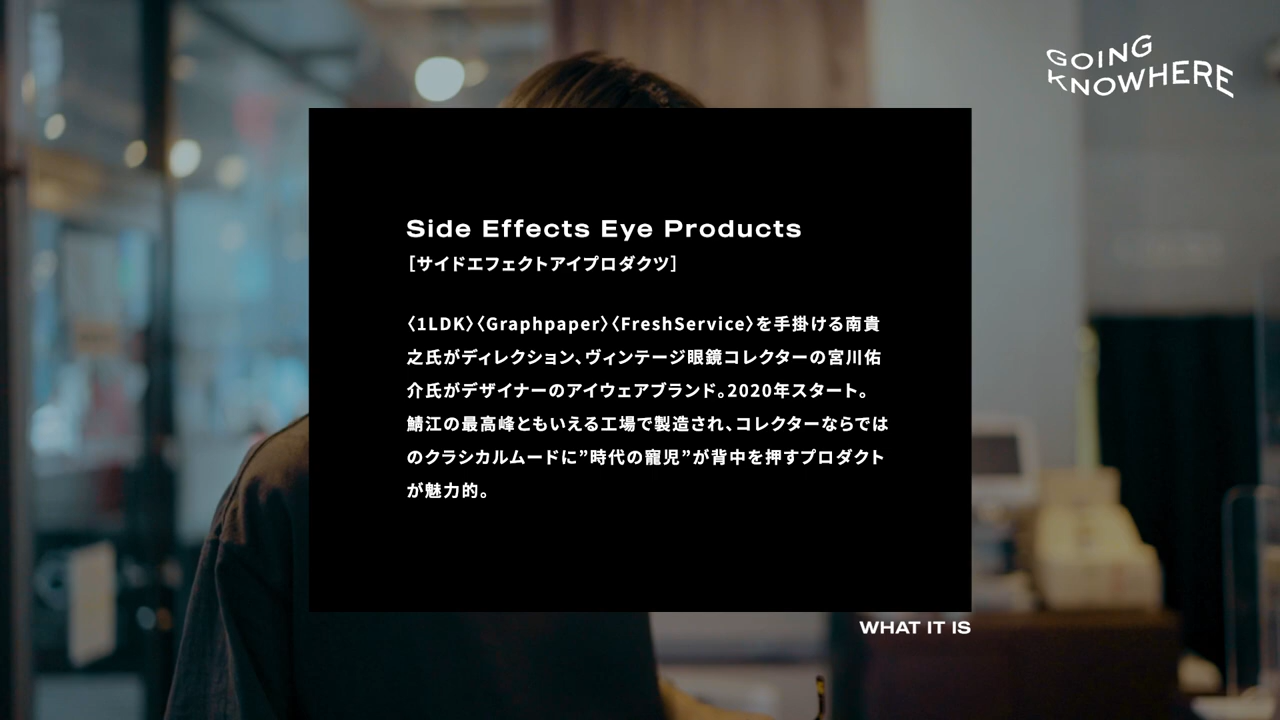 GOING
KNOWHERE
Side Effects Eye Products
［サイドエフェクトアイプロダクツ］
〈1LDK〉〈Graphpaper〉〈FreshService〉を手掛ける南貴
之氏がディレクション、ヴィンテージ眼鏡コレクターの宮川佑
介氏がデザイナーのアイウェアブランド。2020年スタート。
鯖江の最高峰ともいえる工場で製造され、コレクターならでは
のクラシカルムードに”時代の寵児”が背中を押すプロダクト
が魅力的。
WHAT IT IS